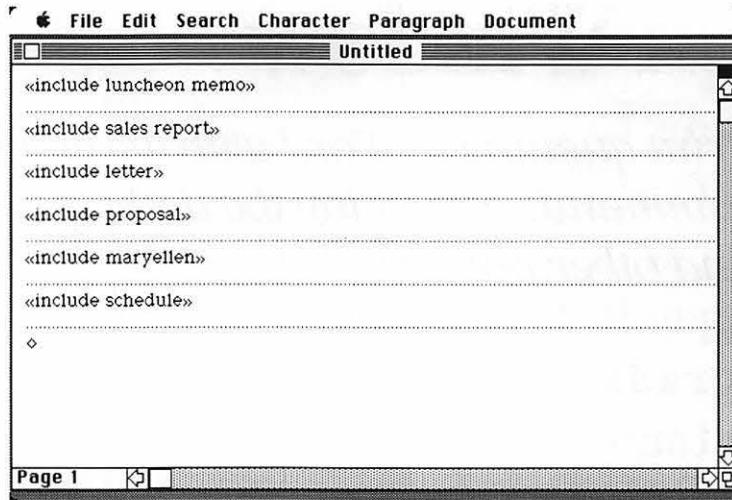 File Edit Search Character Paragraph Document
Untitled
«include luncheon memo»
«include sales report»
«include letter»
«include proposal»
«include maryellen»
«include schedule»
Page 1